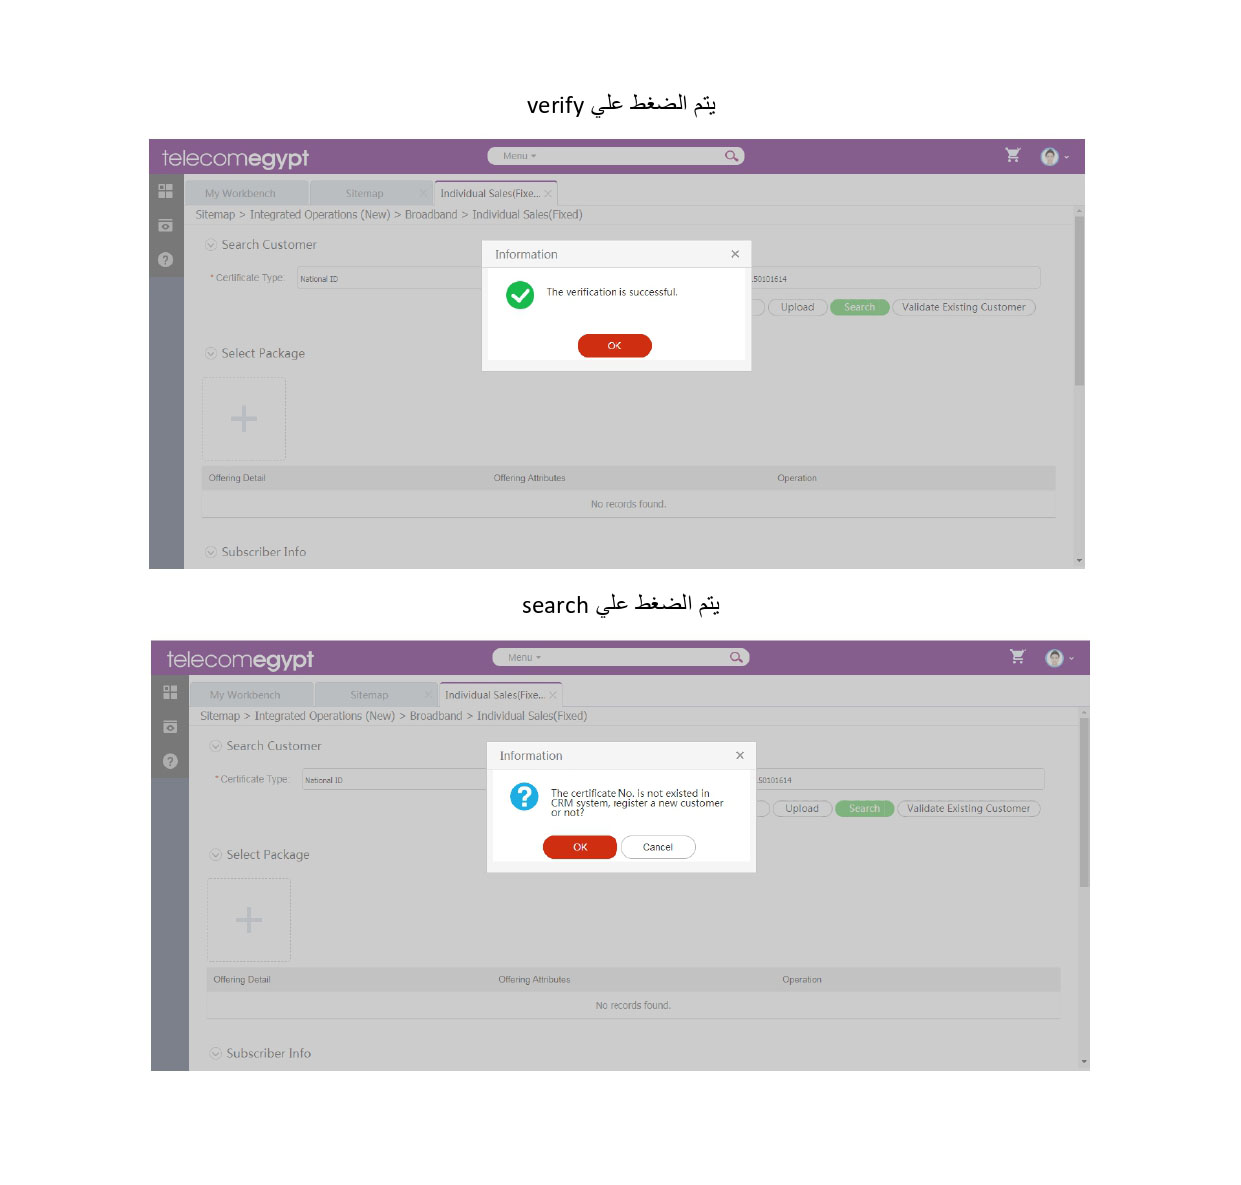 يتم الضغط علي verify
telecomegypt
Menu
My Workbench
Sitemap
Individual Sales(Fixe...
Sitemap > Integrated Operations (New) > Broadband > Individual Sales(Fixed)
Search Customer
Information
* Certificate Type:
National ID
50101614
The verification is successful.
Upload
Search
Validate Existing Customer
OK
Select Package
Offering Detail
Offering Attributes
Operation
No records found.
Subscriber Info
يتم الضغط علي search
telecomegypt
Menu
My Workbench
Sitemap
Individual Sales(Fixe...
Sitemap > Integrated Operations (New) > Broadband > Individual Sales(Fixed)
Search Customer
Information
* Certificate Type:
National ID
50101614
The certificate No. is not existed in
CRM system, register a new customer
or not?
Upload
Search
Validate Existing Customer
OK
Cancel
Select Package
Offering Detail
Offering Attributes
Operation
No records found.
Subscriber Info